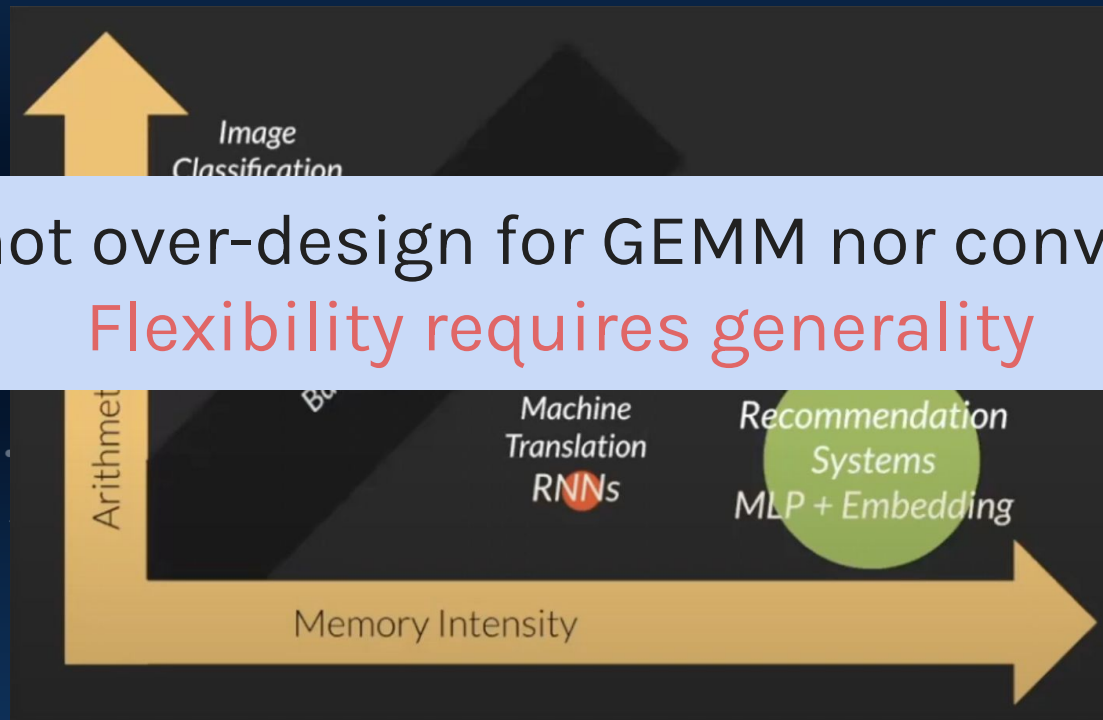 Image
Classification
not over-design for GEMM nor conv
Flexibility requires generality
Machine
Translation
RNNs
Recommendation
Systems
MLP + Embedding
Memory Intensity